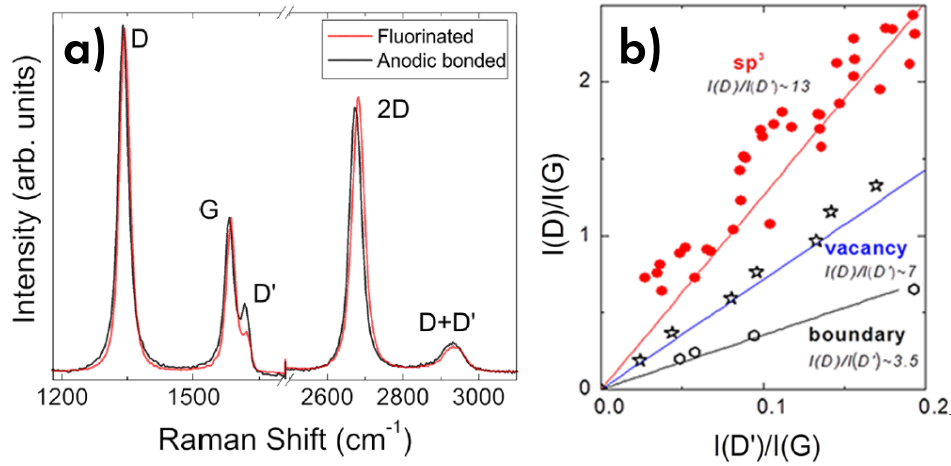 a)
D
Fluorinated
Anodic bonded
2D
G
D'
D+D'
Intensity (arb. units)
1200 1500 2600 2800 3000
Raman Shift (cm⁻¹)
b)
sp³
I(D)/I(D')~13
vacancy
I(D)/I(D')~7
boundary
I(D)/I(D')~3.5
I(D)/I(G)
2
1
0
0.0 0.1 0.2
I(D')/I(G)